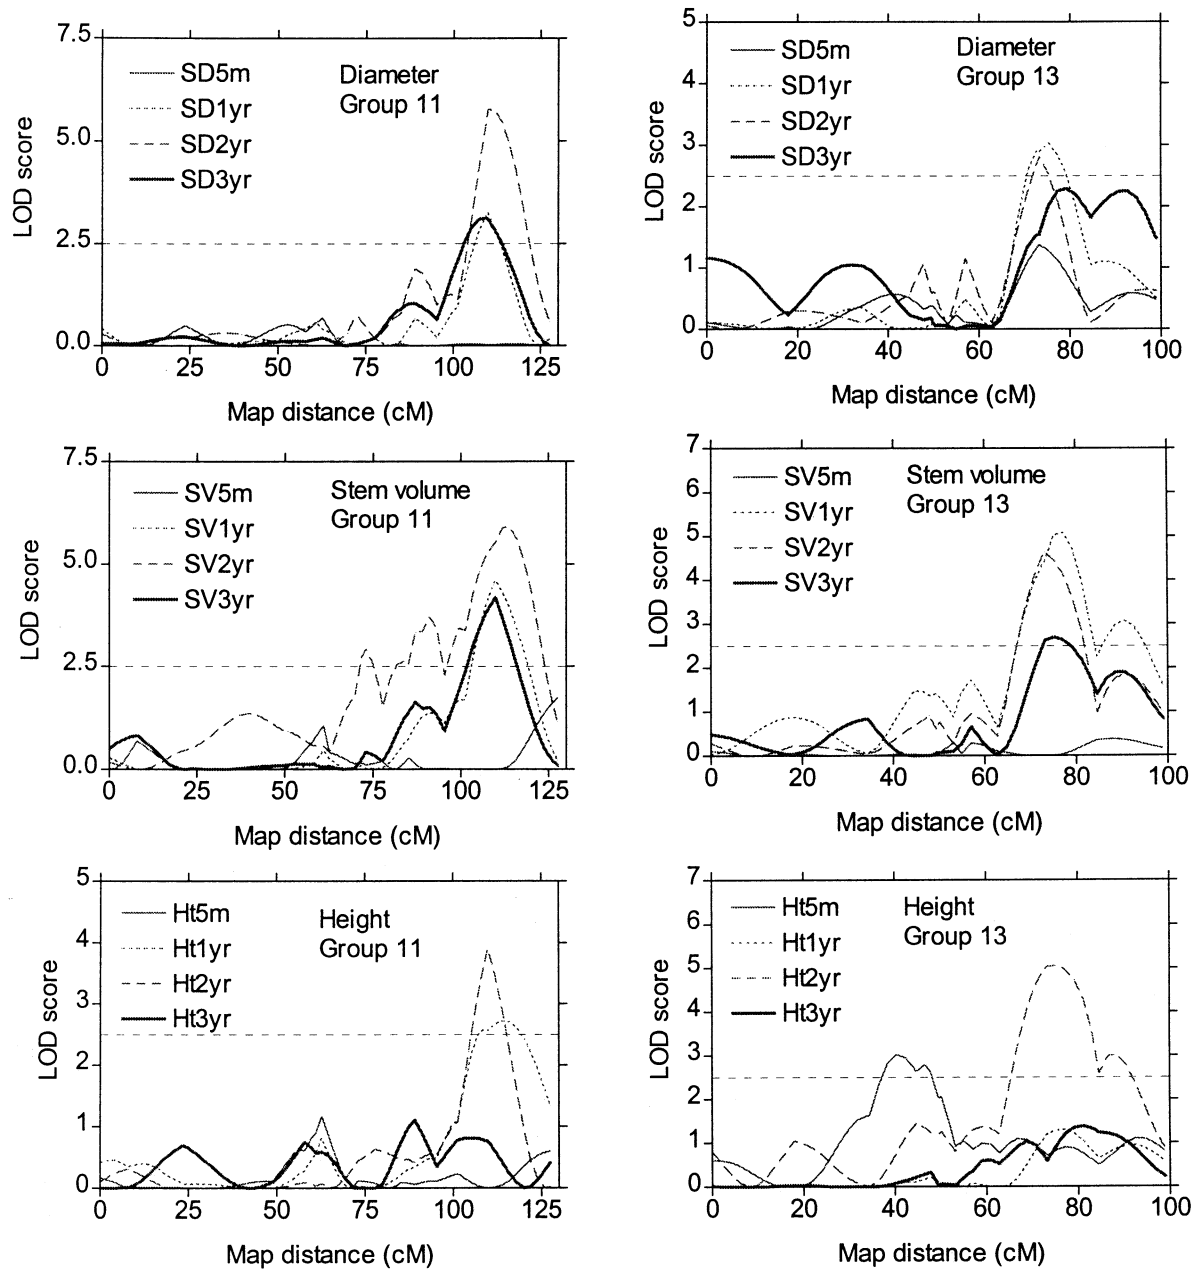 7.5
5.0
2.5
0.0
LOD score
SD5m
SD1yr
SD2yr
SD3yr
Diameter
Group 11
0
25
50
75
100
125
Map distance (cM)
5
4
3
2
1
0
LOD score
SD5m
SD1yr
SD2yr
SD3yr
Diameter
Group 13
0
20
40
60
80
100
Map distance (cM)
7.5
5.0
2.5
0.0
LOD score
SV5m
SV1yr
SV2yr
SV3yr
Stem volume
Group 11
0
25
50
75
100
125
Map distance (cM)
7
6
5
4
3
2
1
0
LOD score
SV5m
SV1yr
SV2yr
SV3yr
Stem volume
Group 13
0
20
40
60
80
100
Map distance (cM)
5
4
3
2
1
0
LOD score
Ht5m
Ht1yr
Ht2yr
Ht3yr
Height
Group 11
0
25
50
75
100
125
Map distance (cM)
7
6
5
4
3
2
1
0
LOD score
Ht5m
Ht1yr
Ht2yr
Ht3yr
Height
Group 13
0
20
40
60
80
100
Map distance (cM)